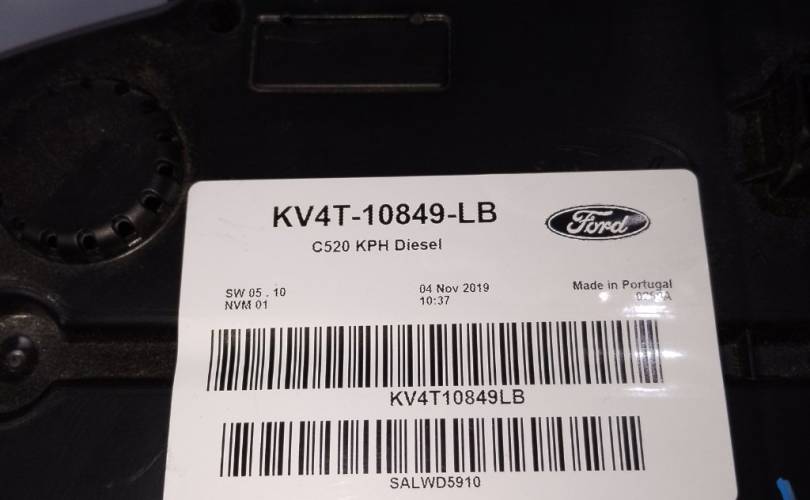 KV4T-10849-LB
Ford
C520 KPH Diesel
SW 05 . 10
NVM 01
04 Nov 2019
10:37
Made in Portugal
KV4T10849LB
SALWD5910